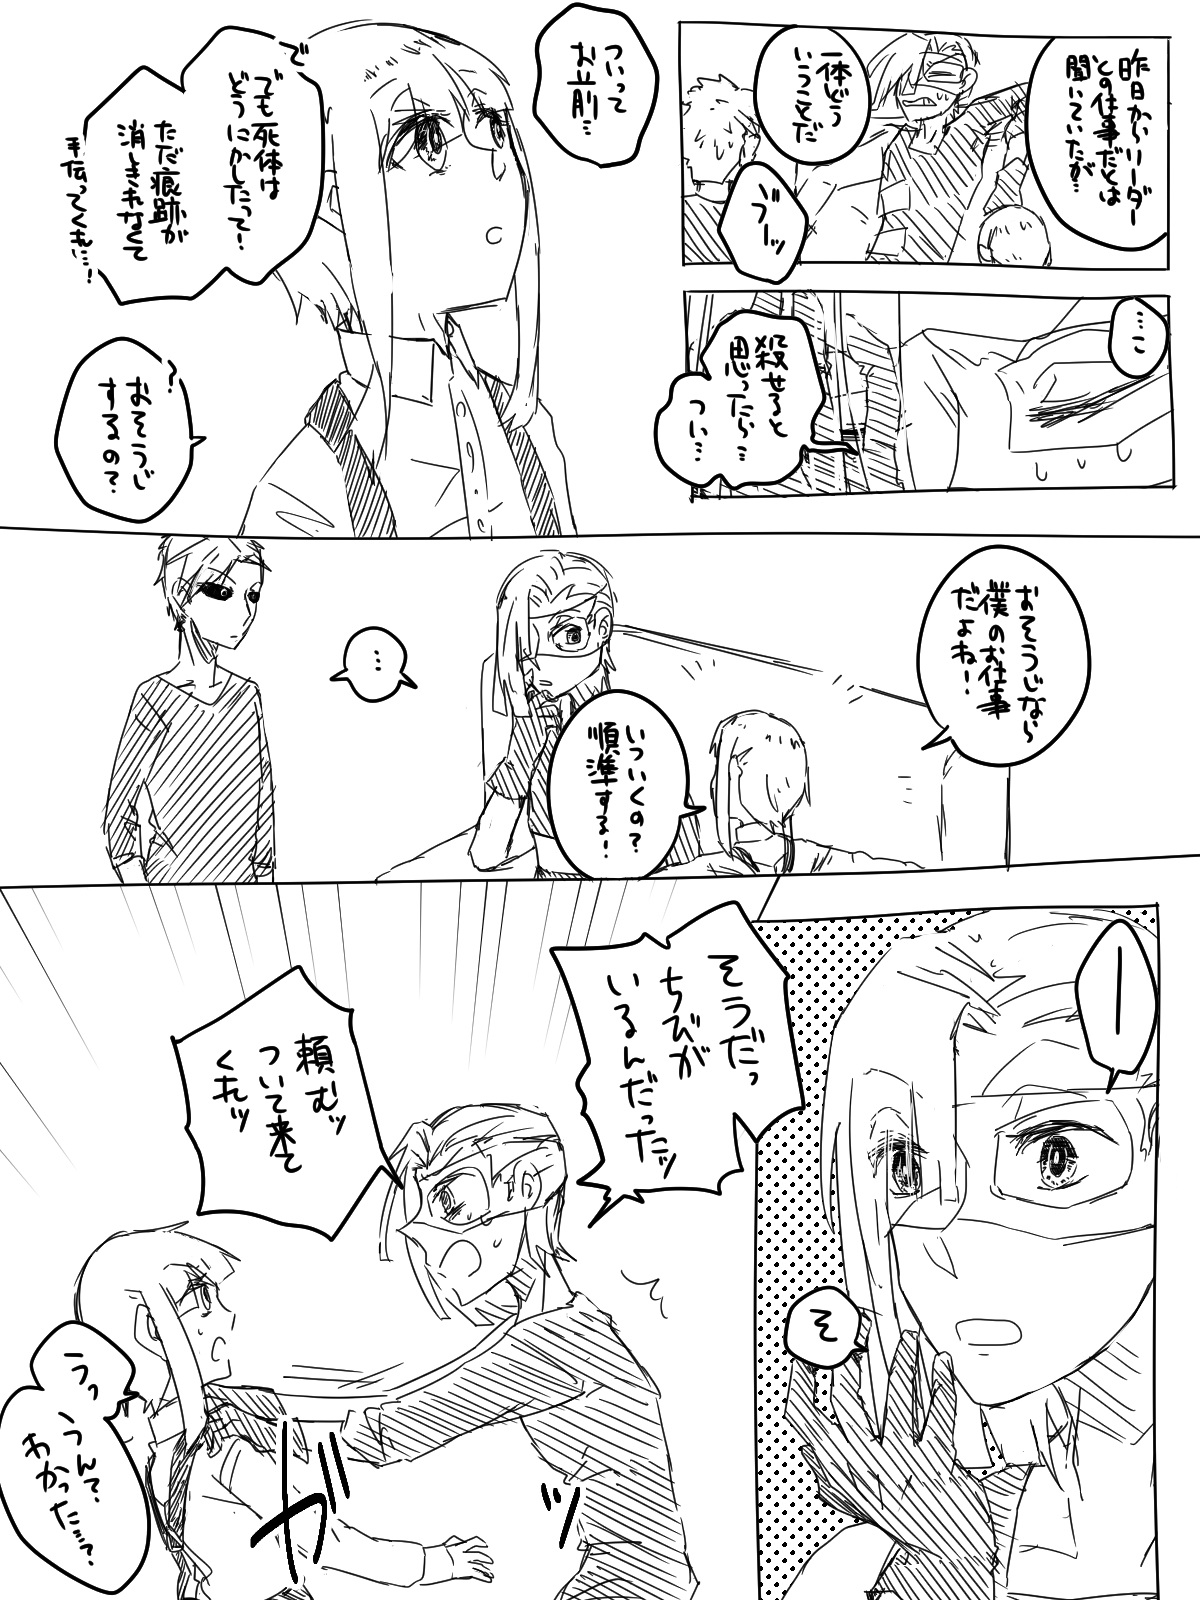 昨日からリーダー
との仕事だとは
聞いていたが…
一体どう
いうことだ
ブーッ
…こ
殺せると
思ったら…
つい…
ついって
お前…
で
でも死体は
どうにかしたって!
ただ痕跡が
消しきれなくて
手伝ってくれ…!
?
おそうじ
するの?
おそうじなら
僕のお仕事
だよね!
いついくの?
順準する!
…
ー
そ
そうだっ
ちびが
いるんだったッ
頼むッ
ついて来て
くれッ
ガッ
うっ
うんて?
わかった…?